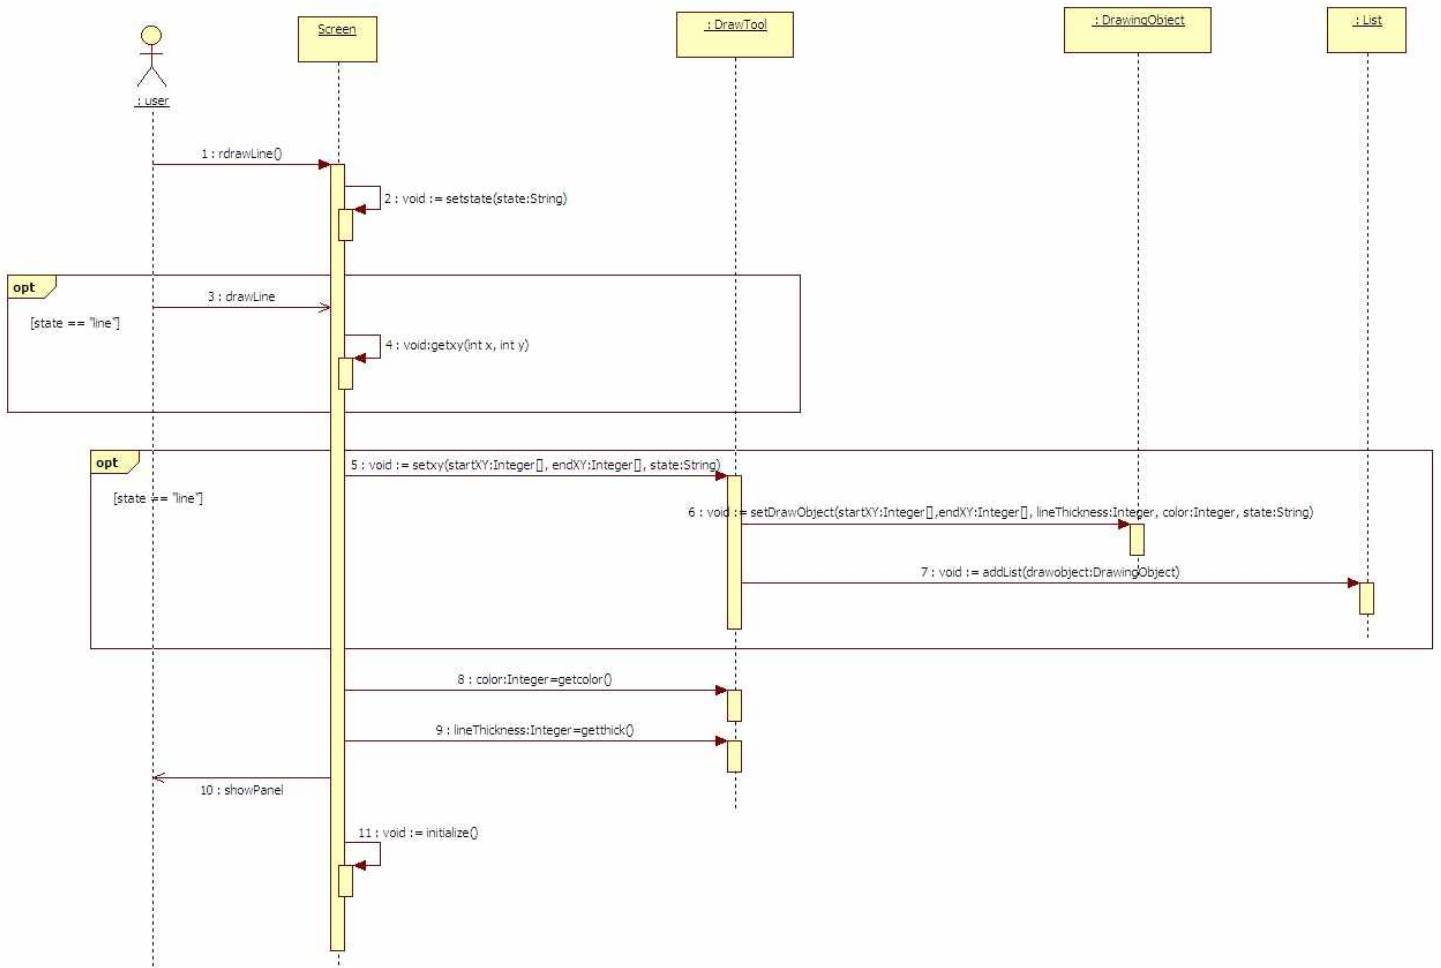 Screen
: DrawTool
: DrawingObject
: List
: user
1 : rdrawLine()
2 : void := setstate(state:String)
opt
3 : drawLine
[state == "line"]
4 : void:getxy(int x, int y)
opt
5 : void := setxy(startXY:Integer[], endXY:Integer[], state:String)
[state == "line"]
6 : void := setDrawObject(startXY:Integer[],endXY:Integer[], lineThickness:Integer, color:Integer, state:String)
7 : void := addList(drawobject:DrawingObject)
8 : color:Integer=getcolor()
9 : lineThickness:Integer=getthick()
10 : showPanel
11 : void := initialize()